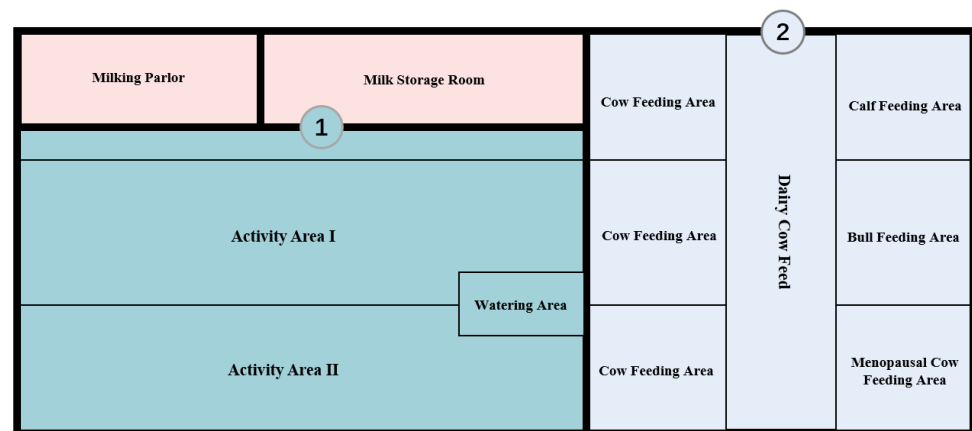 2
Milking Parlor
Milk Storage Room
Cow Feeding Area
Calf Feeding Area
1
Activity Area I
Cow Feeding Area
Dairy Cow Feed
Bull Feeding Area
Watering Area
Activity Area II
Cow Feeding Area
Menopausal Cow
Feeding Area